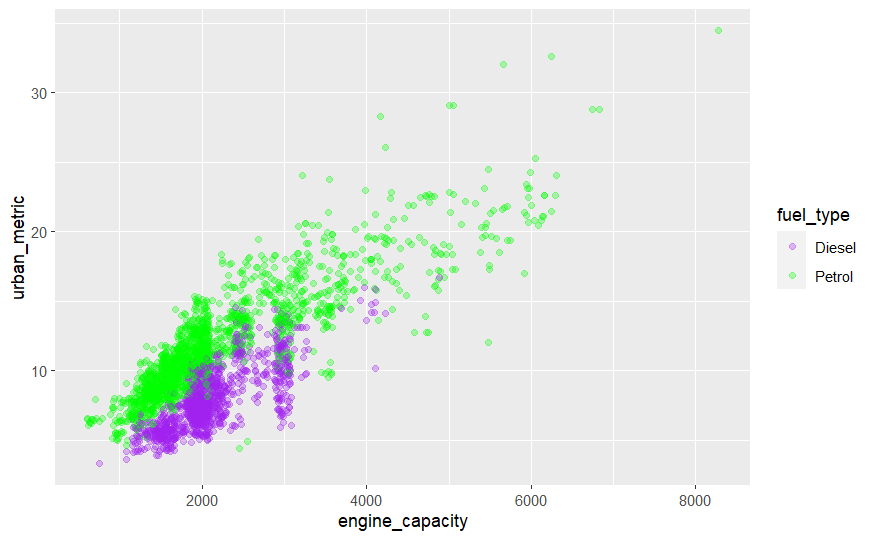 30
20
10
urban_metric
2000 4000 6000 8000
engine_capacity
fuel_type
Diesel
Petrol